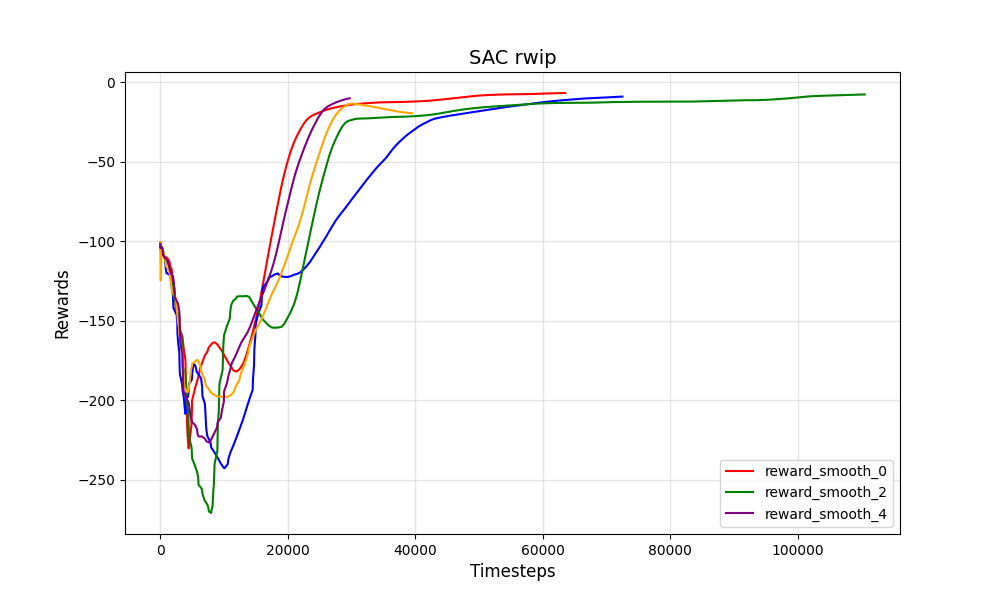 SAC rwip
Rewards
0
−50
−100
−150
−200
−250
0 20000 40000 60000 80000 100000
Timesteps
reward_smooth_0
reward_smooth_2
reward_smooth_4